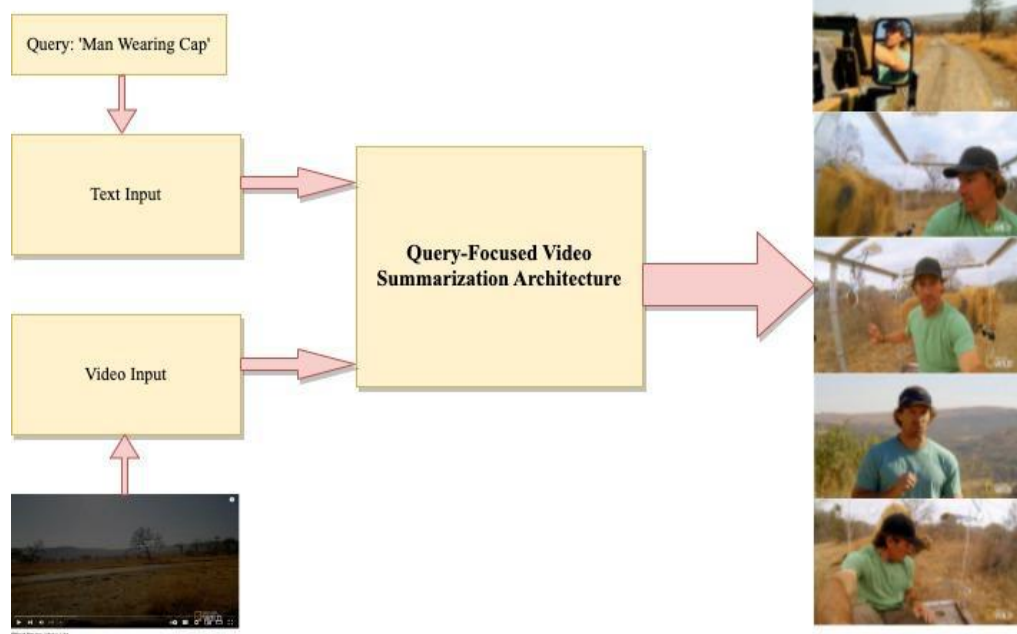 Query: 'Man Wearing Cap'
Text Input
Query-Focused Video
Summarization Architecture
Video Input